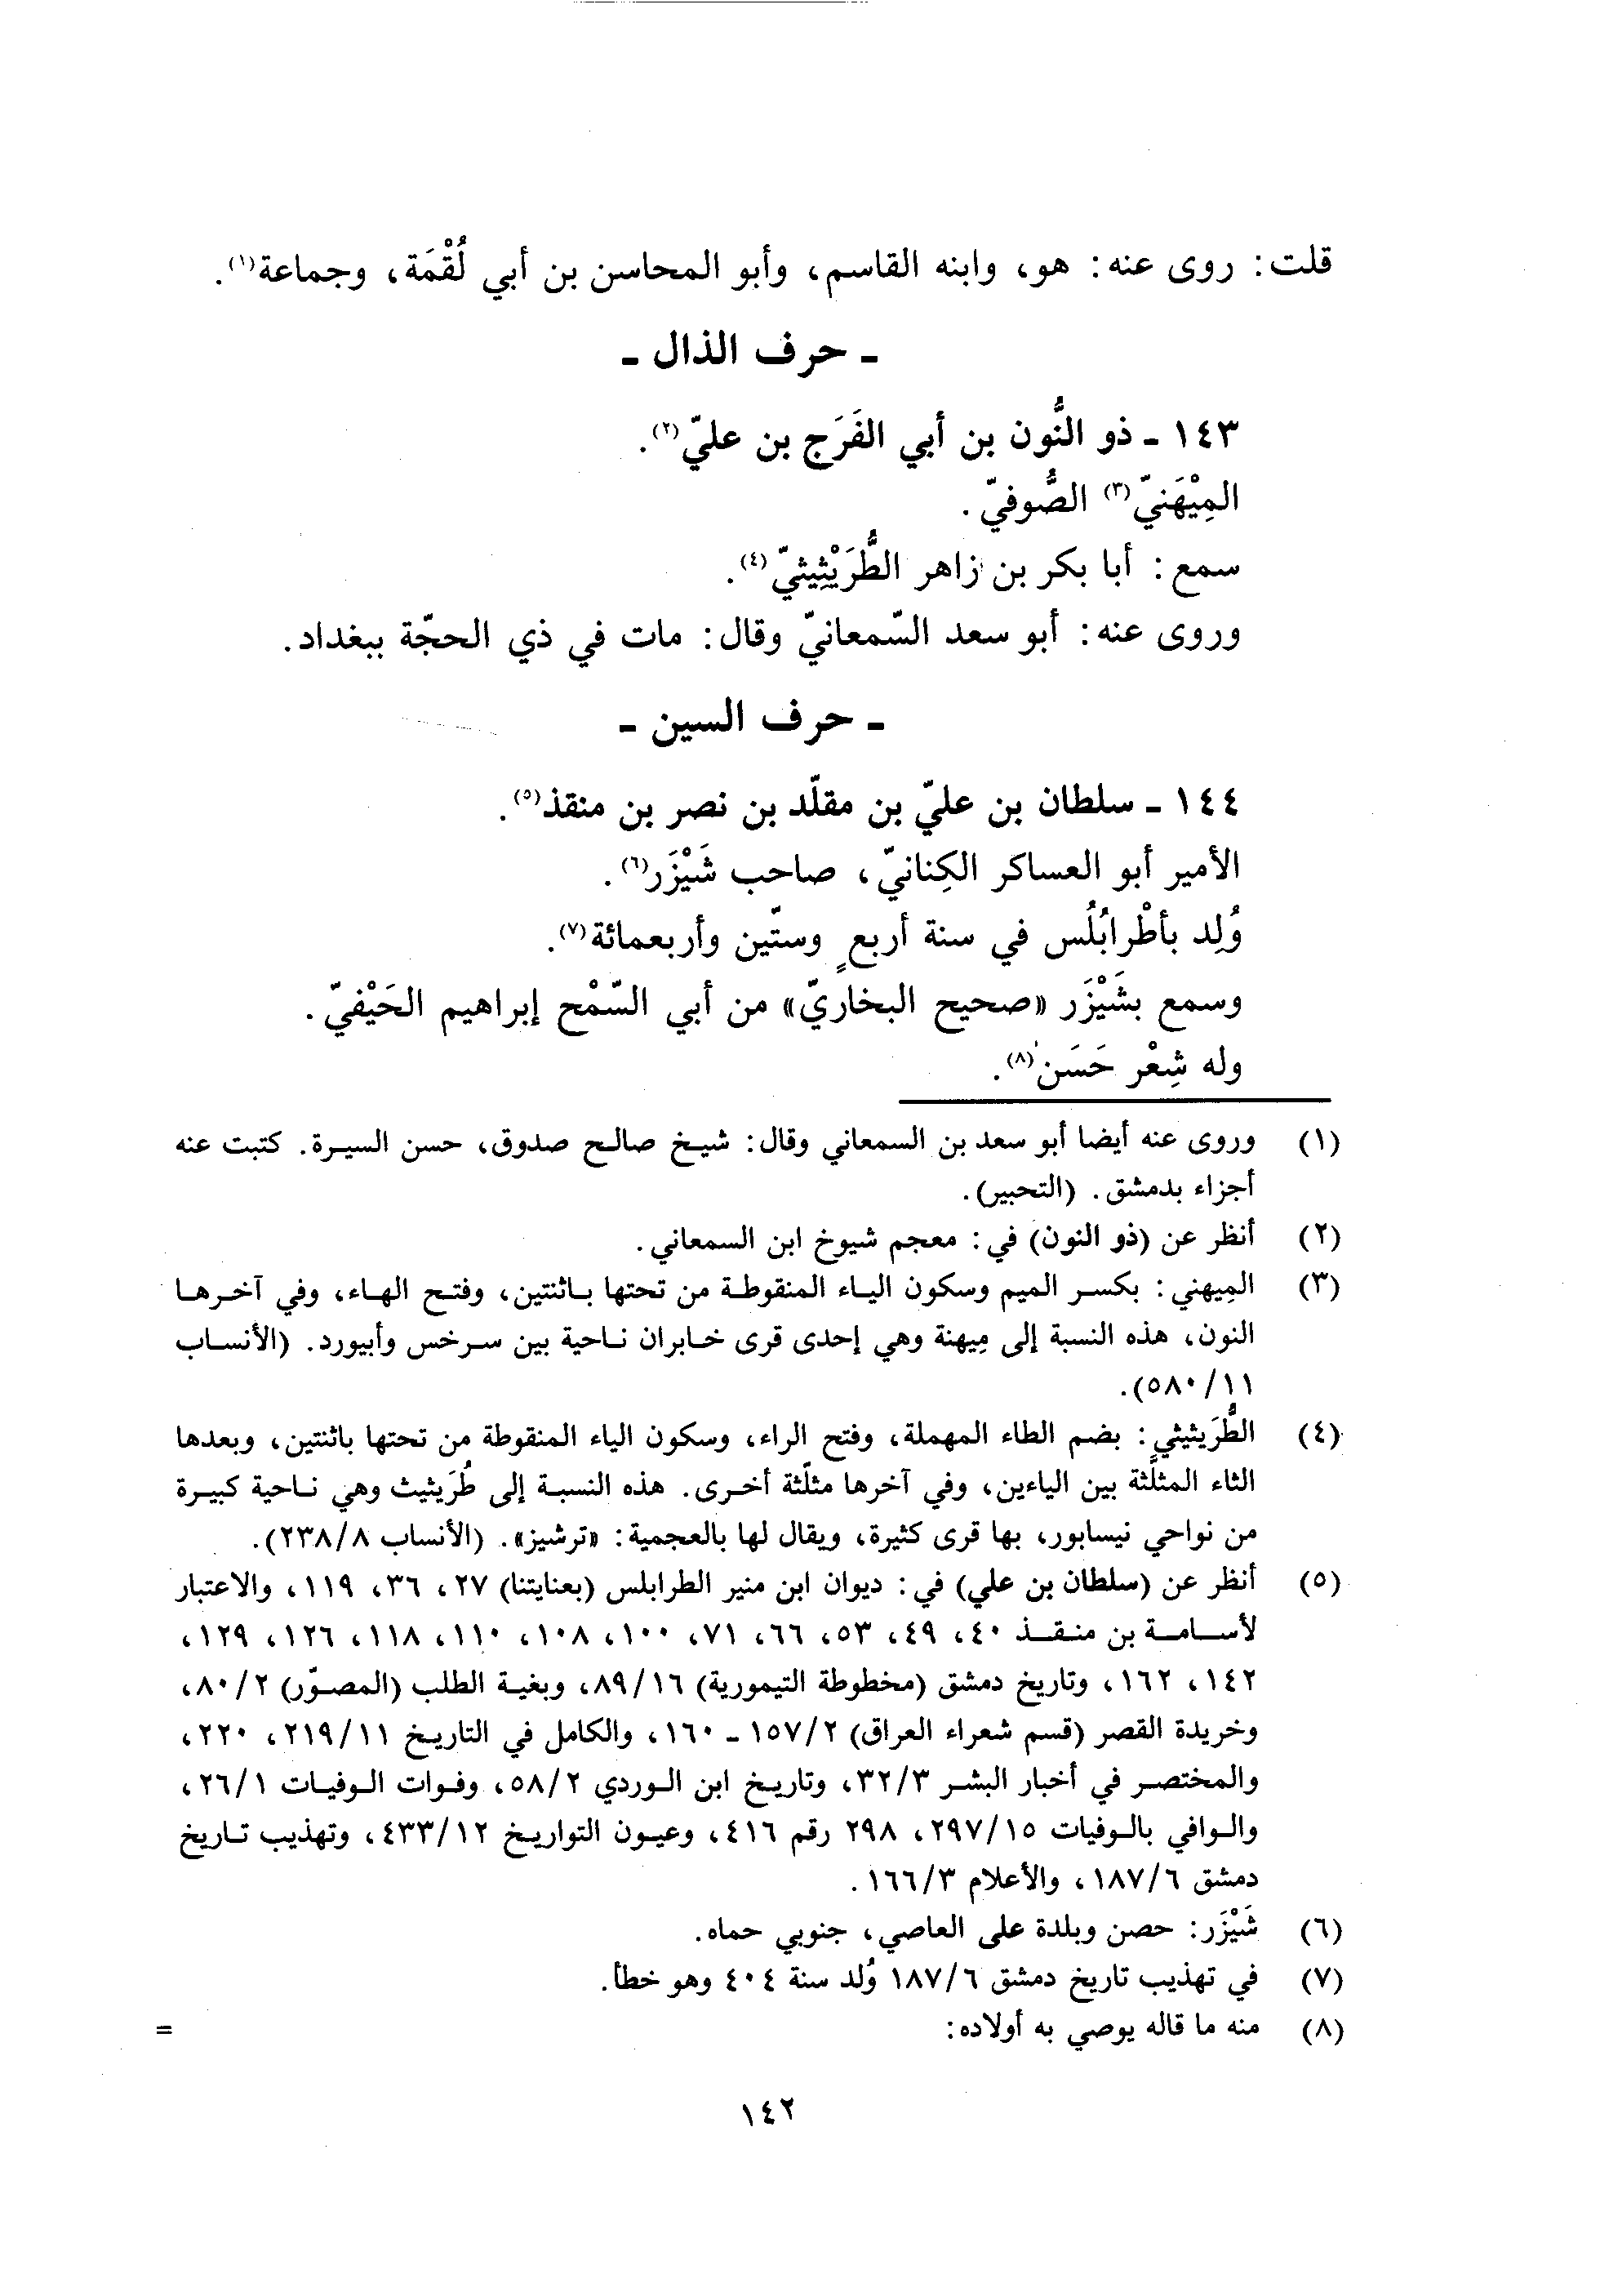 قلت: روى عنه: هو، وابنه القاسم، وأبو المحاسن بن أبي لُقْمَة، وجماعة(١).
ـ حرف الذال ـ
١٤٣ ـ ذو النُّون بن أبي الفَرَج بن عليّ(٢).
المِيْهَنيّ(٣) الصُّوفيّ.
سمع: أبا بكر بن زاهر الطُّرَيْثِيثيّ(٤).
وروى عنه: أبو سعد السّمعانيّ وقال: مات في ذي الحجّة ببغداد.
ـ حرف السين ـ
١٤٤ ـ سلطان بن عليّ بن مقلّد بن نصر بن منقذ(٥).
الأمير أبو العساكر الكِنانيّ، صاحب شَيْزَر(٦).
وُلِد بأطْرابُلُس في سنة أربعٍ وستّين وأربعمائة(٧).
وسمع بشَيْزَر «صحيح البخاريّ» من أبي السّمْح إبراهيم الحَيْفيّ.
وله شِعْر حَسَن(٨).
(١) وروى عنه أيضا أبو سعد بن السمعاني وقال: شيخ صالح صدوق، حسن السيرة. كتبت عنه
أجزاء بدمشق. (التحبير).
(٢) أنظر عن (ذو النون) في: معجم شيوخ ابن السمعاني.
(٣) المِيهني: بكسر الميم وسكون الياء المنقوطة من تحتها باثنتين، وفتح الهاء، وفي آخرها
النون، هذه النسبة إلى مِيهنة وهي إحدى قرى خابران ناحية بين سرخس وأبيورد. (الأنساب
١١/٥٨٠).
(٤) الطُّرَيثيثي: بضم الطاء المهملة، وفتح الراء، وسكون الياء المنقوطة من تحتها باثنتين، وبعدها
الثاء المثلّثة بين الياءين، وفي آخرها مثلّثة أخرى. هذه النسبة إلى طُرَيثيث وهي ناحية كبيرة
من نواحي نيسابور، بها قرى كثيرة، ويقال لها بالعجمية: «ترشيز». (الأنساب ٢٣٨/٨).
(٥) أنظر عن (سلطان بن علي) في: ديوان ابن منير الطرابلس (بعنايتنا) ٢٧، ٣٦، ١١٩، والاعتبار
لأسامة بن منقذ ٤٠، ٤٩، ٥٣، ٦٦، ٧١، ١٠٠، ١٠٨، ١١٠، ١١٨، ١٢٦، ١٢٩،
١٤٢، ١٦٢، وتاريخ دمشق (مخطوطة التيمورية) ٨٩/١٦، وبغية الطلب (المصوّر) ٨٠/٢،
وخريدة القصر (قسم شعراء العراق) ١٥٧/٢ ـ ١٦٠، والكامل في التاريخ ٢١٩/١١، ٢٢٠،
والمختصر في أخبار البشر ٣٢/٣، وتاريخ ابن الوردي ٥٨/٢، وفوات الوفيات ٢٦/١،
والوافي بالوفيات ٢٩٧/١٥، ٢٩٨ رقم ٤١٦، وعيون التواريخ ٤٣٣/١٢، وتهذيب تاريخ
دمشق ١٨٧/٦، والأعلام ١٦٦/٣.
(٦) شَيْزَر: حصن وبلدة على العاصي، جنوبي حماه.
(٧) في تهذيب تاريخ دمشق ١٨٧/٦ وُلد سنة ٤٠٤ وهو خطأ.
(٨) منه ما قاله يوصي به أولاده: =
١٤٢